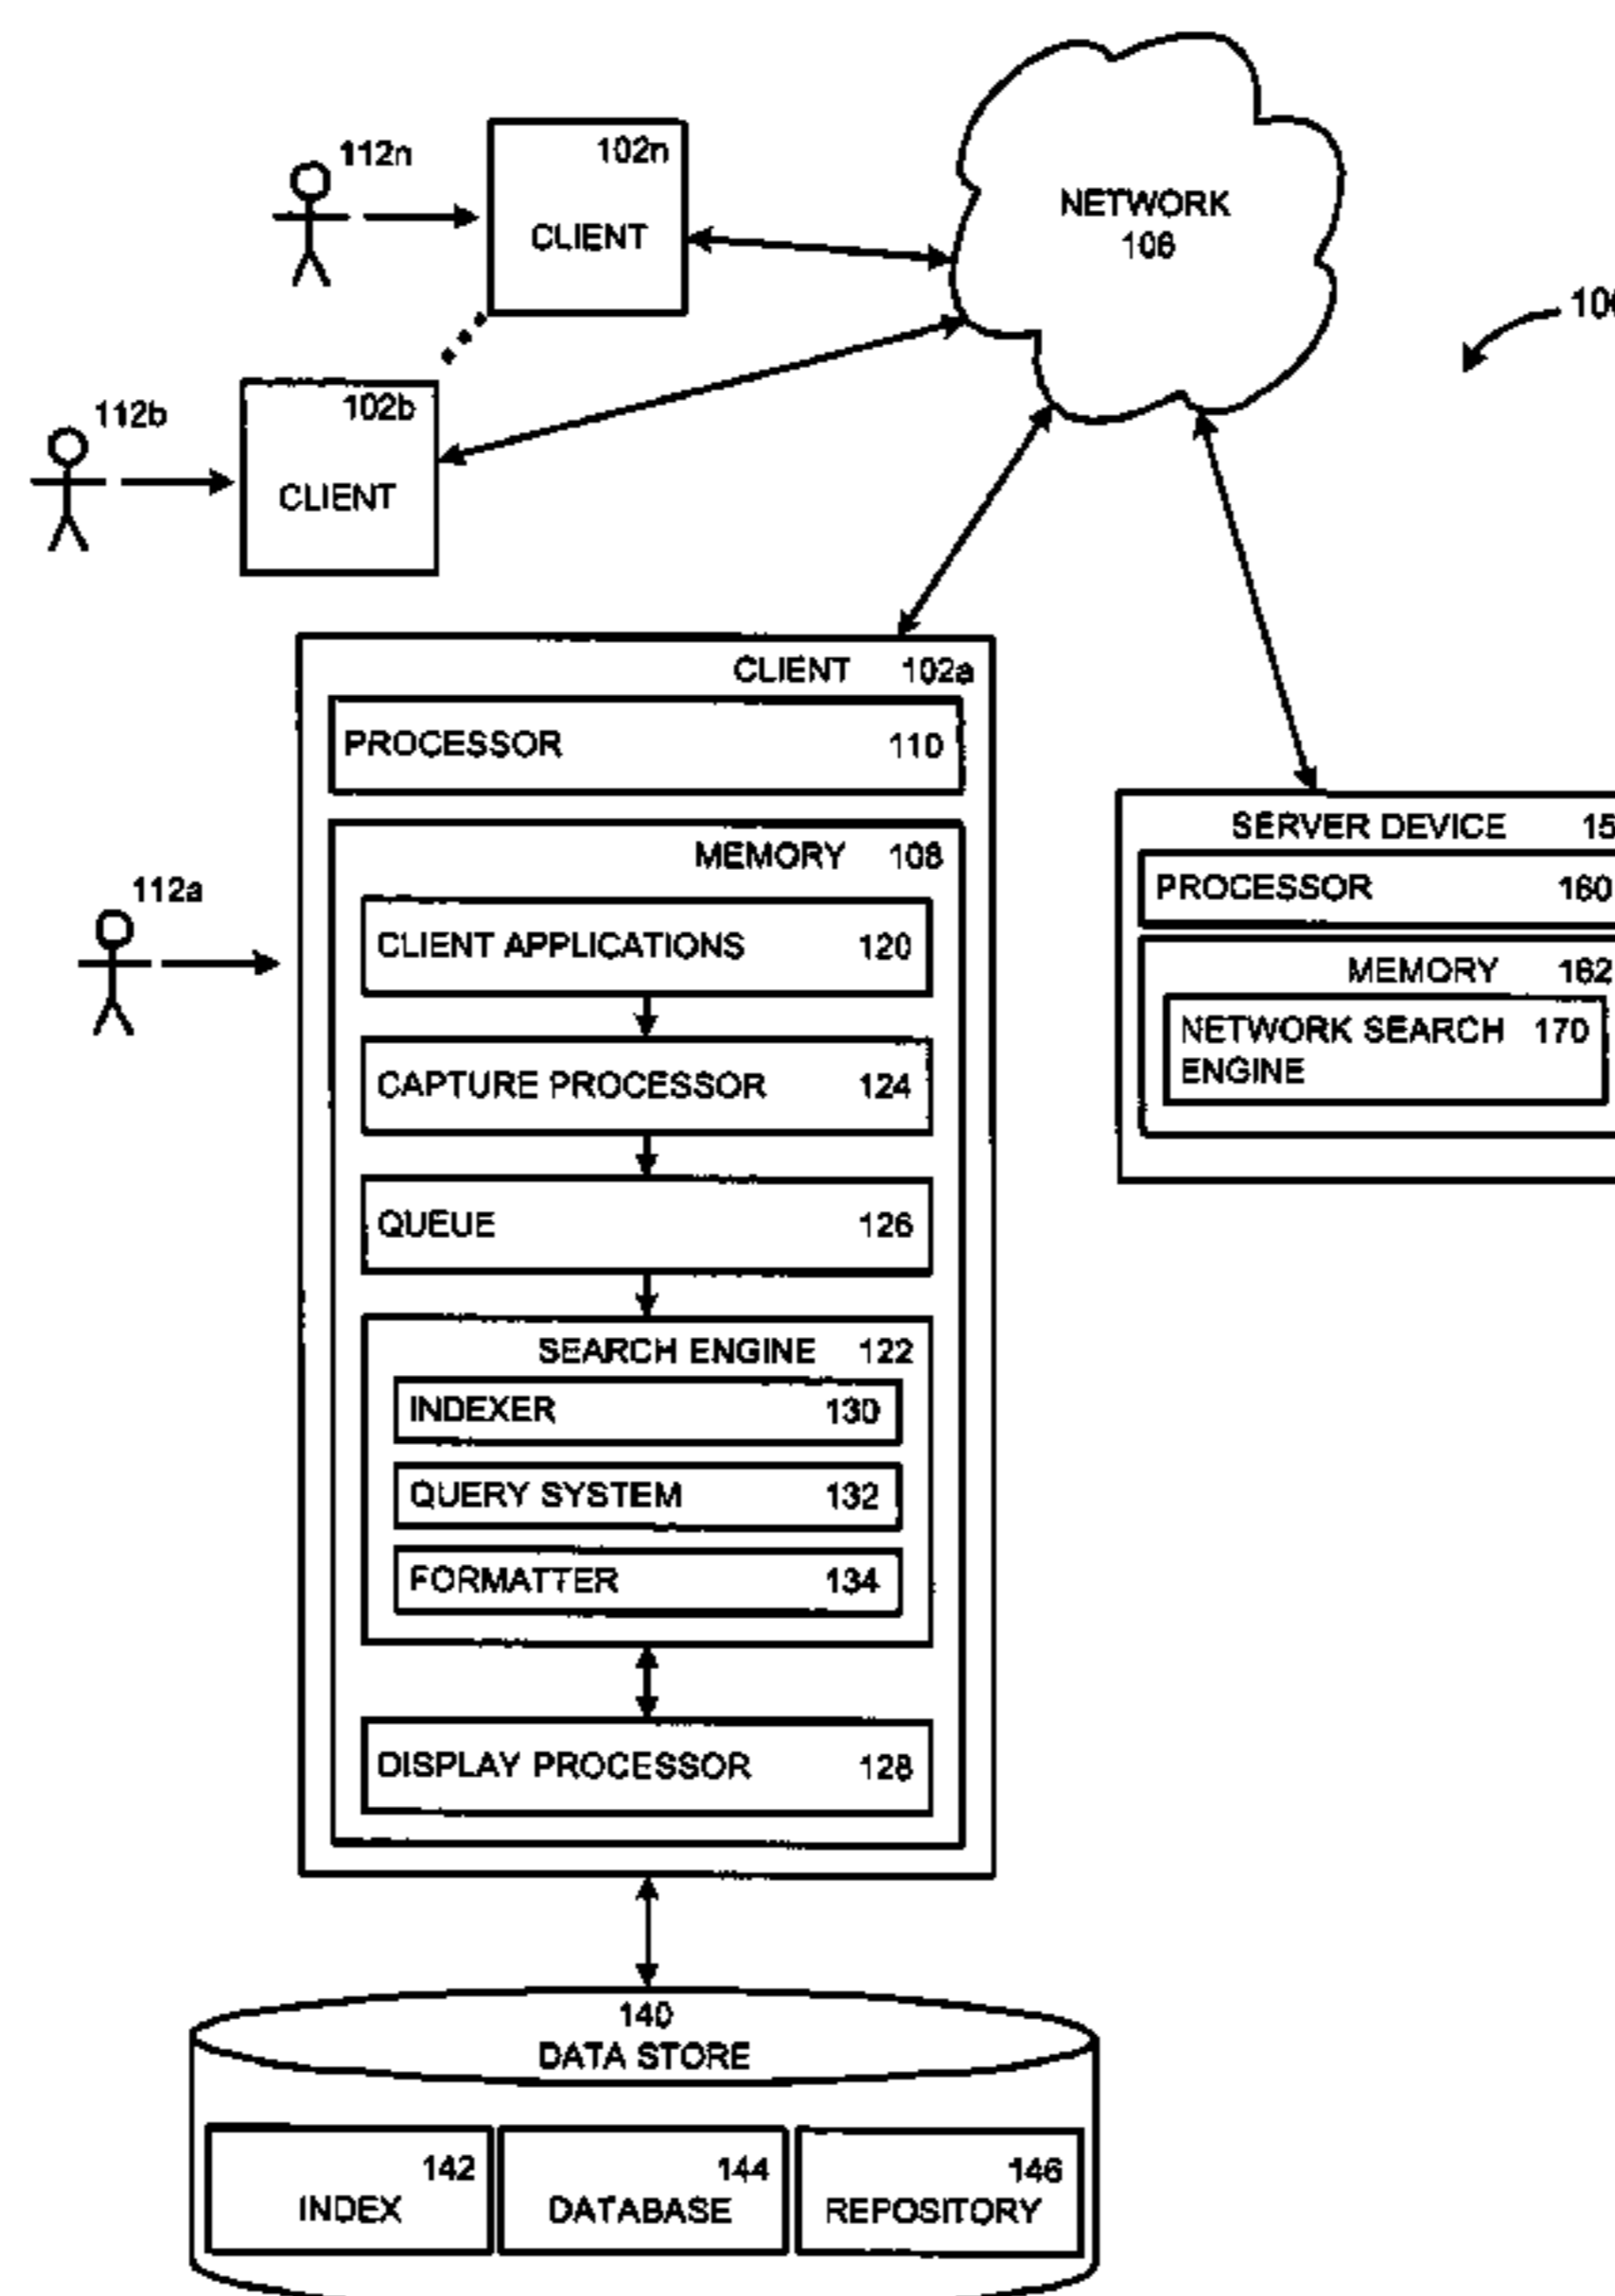 112n
102n
CLIENT
NETWORK
106
100
112b
102b
CLIENT
CLIENT 102a
PROCESSOR 110
MEMORY 108
112a
CLIENT APPLICATIONS 120
CAPTURE PROCESSOR 124
QUEUE 126
SEARCH ENGINE 122
INDEXER 130
QUERY SYSTEM 132
FORMATTER 134
DISPLAY PROCESSOR 128
SERVER DEVICE 15
PROCESSOR 160
MEMORY 162
NETWORK SEARCH 170
ENGINE
140
DATA STORE
142
INDEX
144
DATABASE
146
REPOSITORY